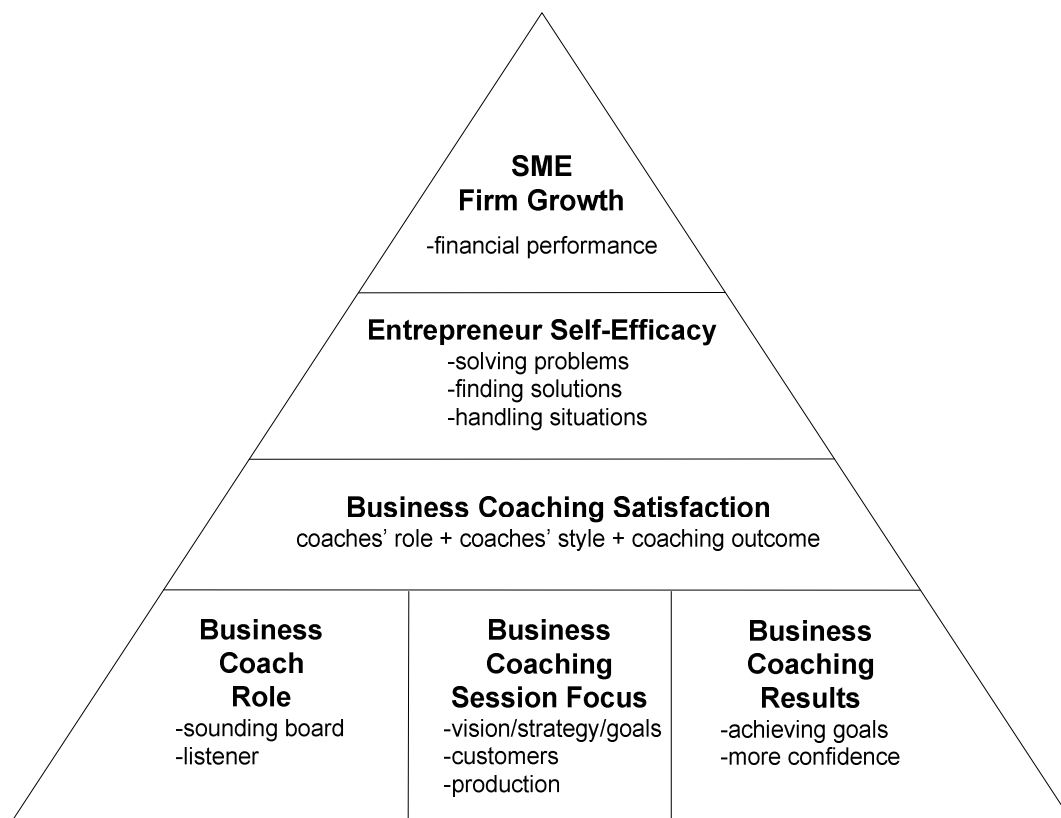 SME
Firm Growth
-financial performance
Entrepreneur Self-Efficacy
-solving problems
-finding solutions
-handling situations
Business Coaching Satisfaction
coaches’ role + coaches’ style + coaching outcome
Business
Coach
Role
-sounding board
-listener
Business
Coaching
Session Focus
-vision/strategy/goals
-customers
-production
Business
Coaching
Results
-achieving goals
-more confidence